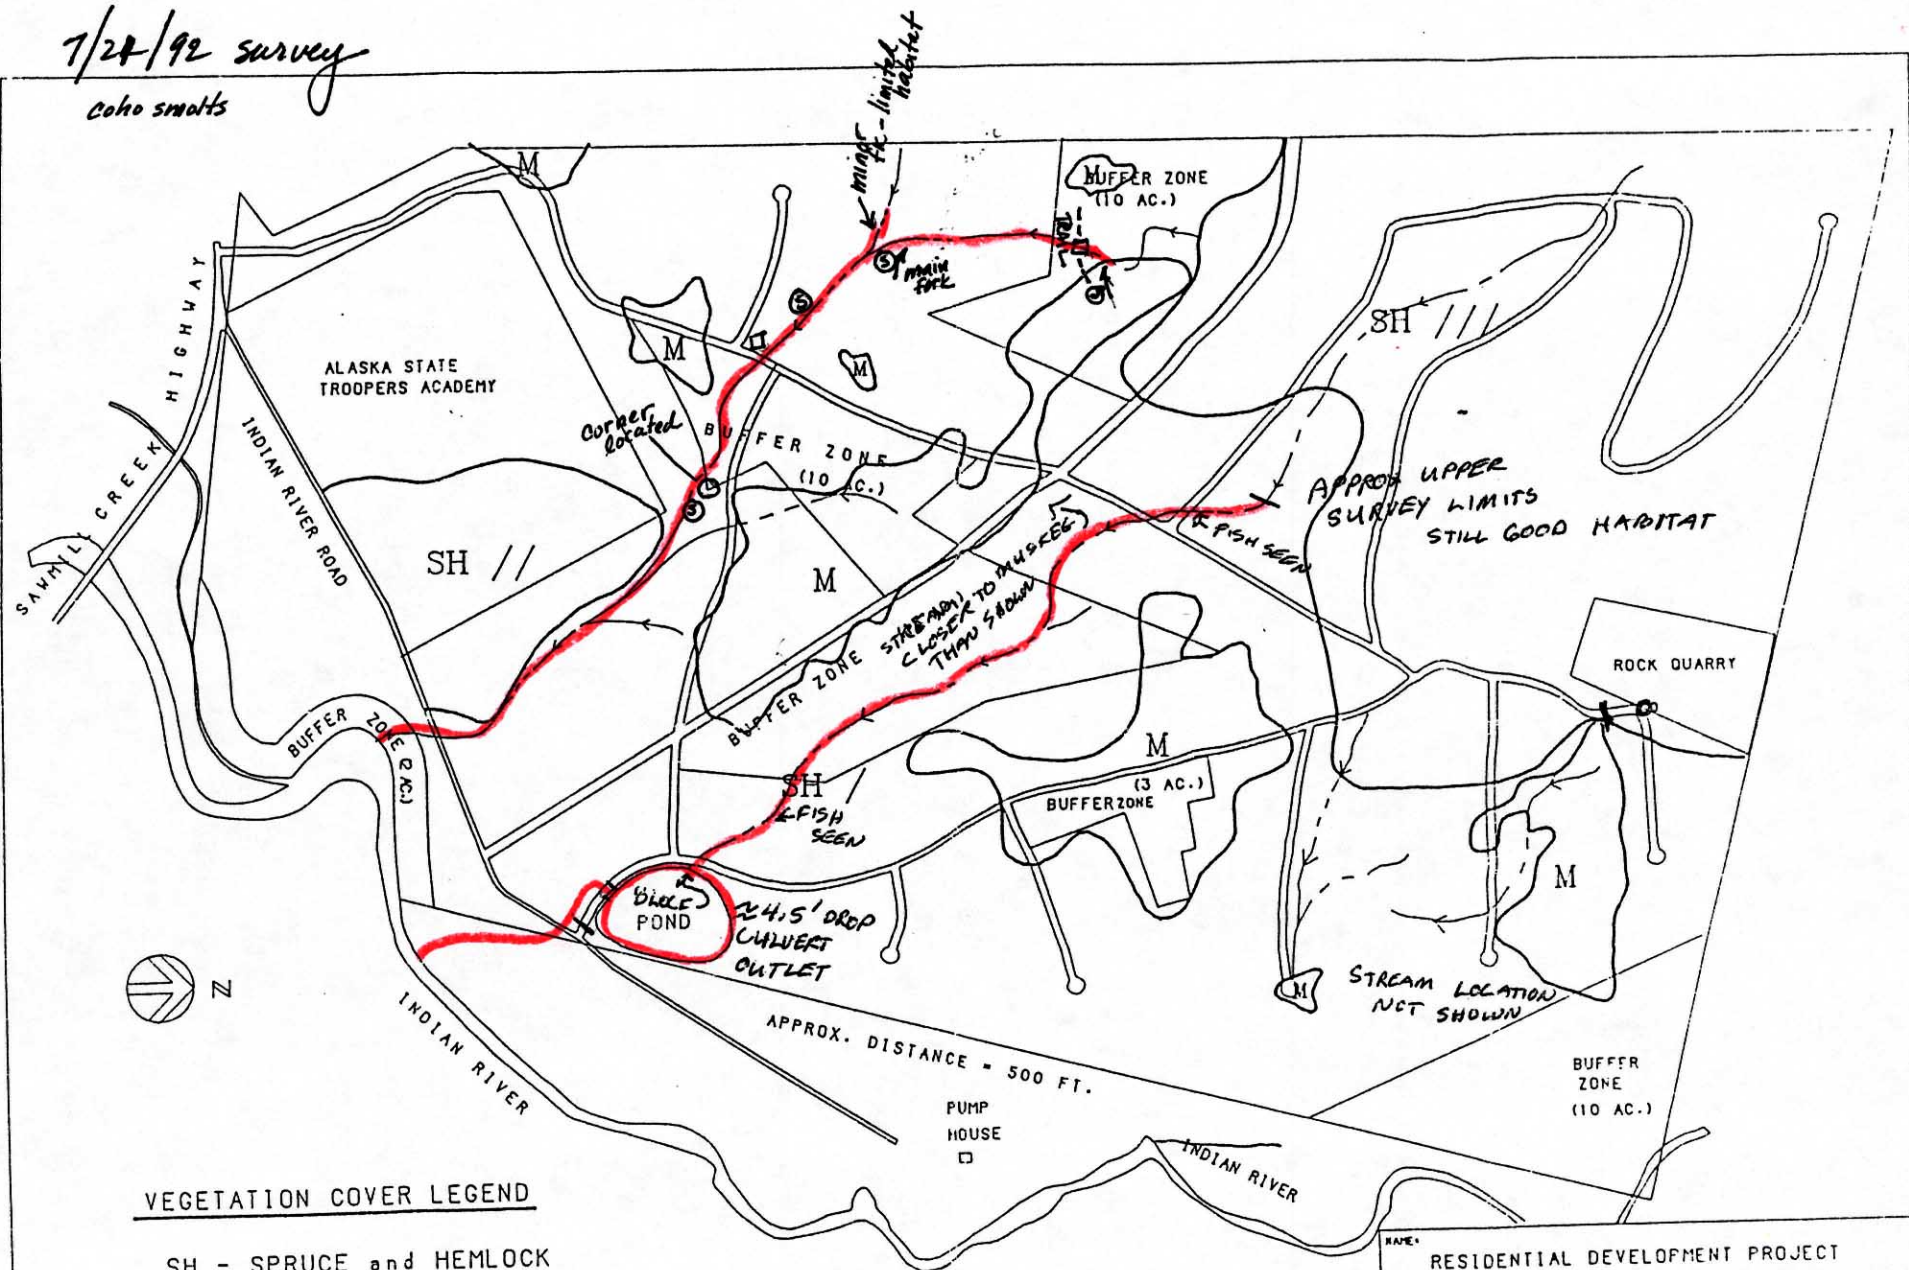 7/24/92 survey
coho smolts
minor
fk - limited
habitat
M
M
BUFFER ZONE
(10 AC.)
TRAIL
S
main
fork
S
S
SH
HIGHWAY
ALASKA STATE
TROOPERS ACADEMY
M
M
corner
located
BUFFER ZONE
(10 AC.)
S
INDIAN RIVER ROAD
SAWMILL CREEK
SH
M
APPROX UPPER
SURVEY LIMITS
STILL GOOD HABITAT
FISH SEEN
STREAM
CLOSER TO MUSKEG
THAN SHOWN
BUFFER ZONE
ROCK QUARRY
BUFFER ZONE
(2 AC.)
SH
FISH
SEEN
M
(3 AC.)
BUFFERZONE
M
POND
≈4.5' DROP
CULVERT
OUTLET
M
STREAM LOCATION
NOT SHOWN
N
INDIAN RIVER
APPROX. DISTANCE = 500 FT.
BUFFER
ZONE
(10 AC.)
PUMP
HOUSE
INDIAN RIVER
VEGETATION COVER LEGEND
SH - SPRUCE and HEMLOCK
NAME:
RESIDENTIAL DEVELOPMENT PROJECT